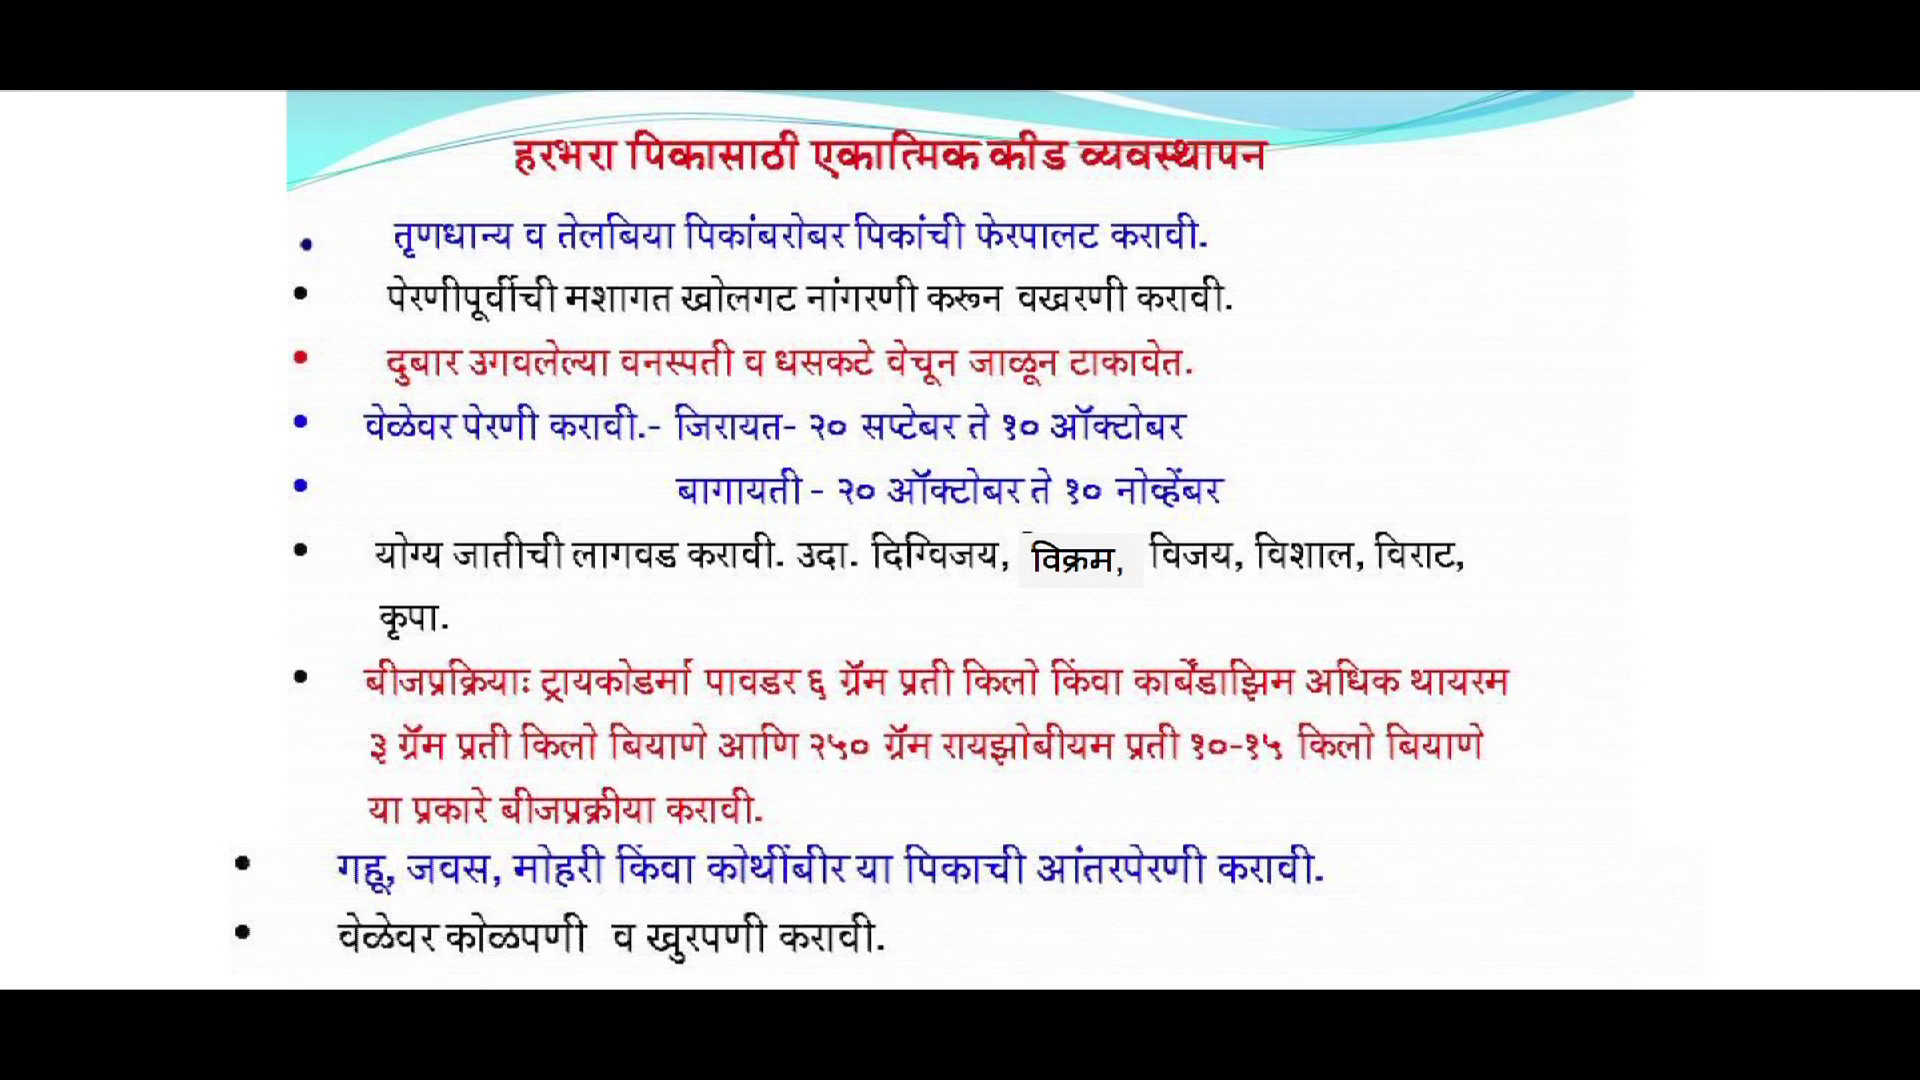 हरभरा पिकासाठी एकात्मिक कीड व्यवस्थापन
• तृणधान्य व तेलबिया पिकांबरोबर पिकांची फेरपालट करावी.
• पेरणीपूर्वीची मशागत खोलगट नांगरणी करून वखरणी करावी.
• दुबार उगवलेल्या वनस्पती व धसकटे वेचून जाळून टाकावेत.
• वेळेवर पेरणी करावी.- जिरायत- २० सप्टेबर ते १० ऑक्टोबर
• बागायती - २० ऑक्टोबर ते १० नोव्हेंबर
• योग्य जातीची लागवड करावी. उदा. दिग्विजय, विक्रम, विजय, विशाल, विराट,
कृपा.
• बीजप्रक्रियाः ट्रायकोडर्मा पावडर ६ ग्रॅम प्रती किलो किंवा कार्बेंडाझिम अधिक थायरम
३ ग्रॅम प्रती किलो बियाणे आणि २५० ग्रॅम रायझोबीयम प्रती १०-१५ किलो बियाणे
या प्रकारे बीजप्रक्रीया करावी.
• गहू, जवस, मोहरी किंवा कोथींबीर या पिकाची आंतरपेरणी करावी.
• वेळेवर कोळपणी व खुरपणी करावी.